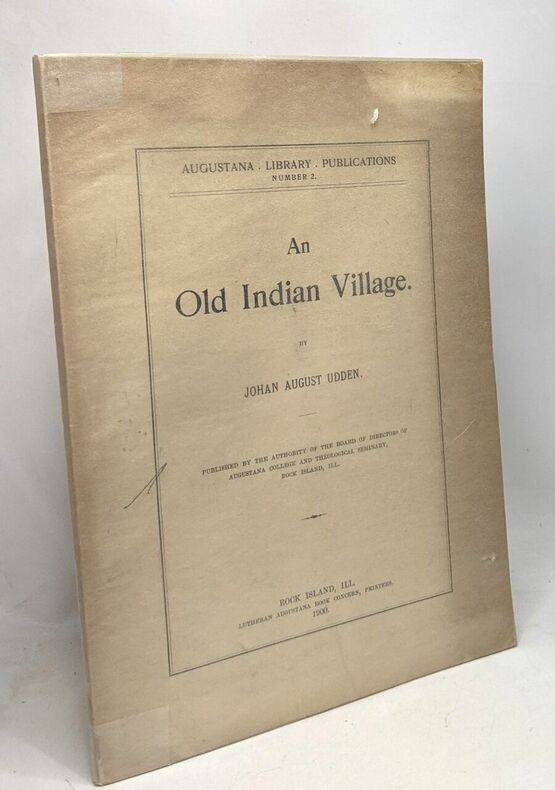 AUGUSTANA . LIBRARY . PUBLICATIONS
NUMBER 2.
An
Old Indian Village.
BY
JOHAN AUGUST UDDEN.
PUBLISHED BY THE AUTHORITY OF THE BOARD OF DIRECTORS OF
AUGUSTANA COLLEGE AND THEOLOGICAL SEMINARY,
ROCK ISLAND, ILL.
ROCK ISLAND, ILL.
LUTHERAN AUGUSTANA BOOK CONCERN, PRINTERS.
1900.